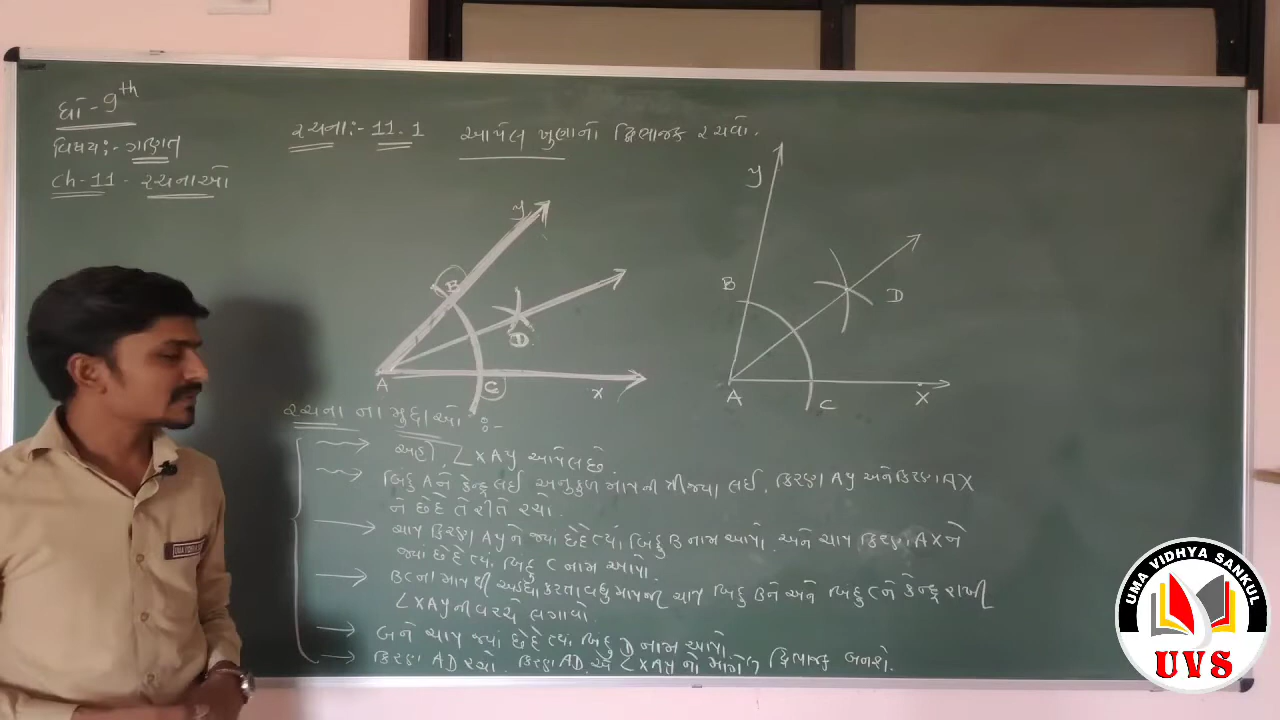 ધો - 9th
વિષય:- ગણિત
Ch-11 - રચનાઓ
રચના:- 11.1 આપેલ ખુણાનો દ્વિભાજક રચવો.
y
B
D
A
C
x
y
B
D
A
C
X
રચના ના મુદ્દાઓ :-
અહીં, ∠XAY આપેલ છે.
બિંદુ A ને કેન્દ્ર લઈ અનુકુળ માપની ત્રીજ્યા લઈ, કિરણ AY અને કિરણ AX
ને છેદે તે રીતે રચો.
ચાપ કિરણ AY ને જ્યાં છેદે ત્યાં બિંદુ B નામ આપો. અને ચાપ કિરણ AX ને
જ્યાં છેદે ત્યાં બિંદુ C નામ આપો.
BC ના માપથી અડધા કરતા વધુ માપની ચાપ બિંદુ B ને અને બિંદુ C ને કેન્દ્ર રાખી
∠XAY ની વચ્ચે લગાવો.
બંને ચાપ જ્યાં છેદે ત્યાં બિંદુ D નામ આપો.
કિરણ AD રચો. કિરણ AD એ ∠XAY નો માંગેલ દ્વિભાજક બનશે.
UMA VIDHYA SANKUL
UVS